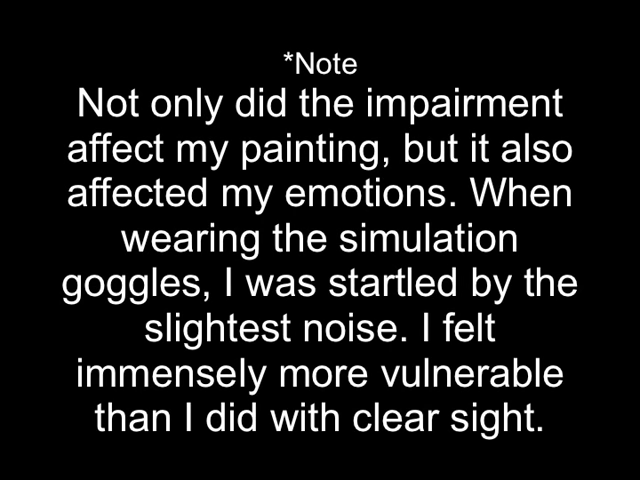 *Note
Not only did the impairment
affect my painting, but it also
affected my emotions. When
wearing the simulation
goggles, I was startled by the
slightest noise. I felt
immensely more vulnerable
than I did with clear sight.